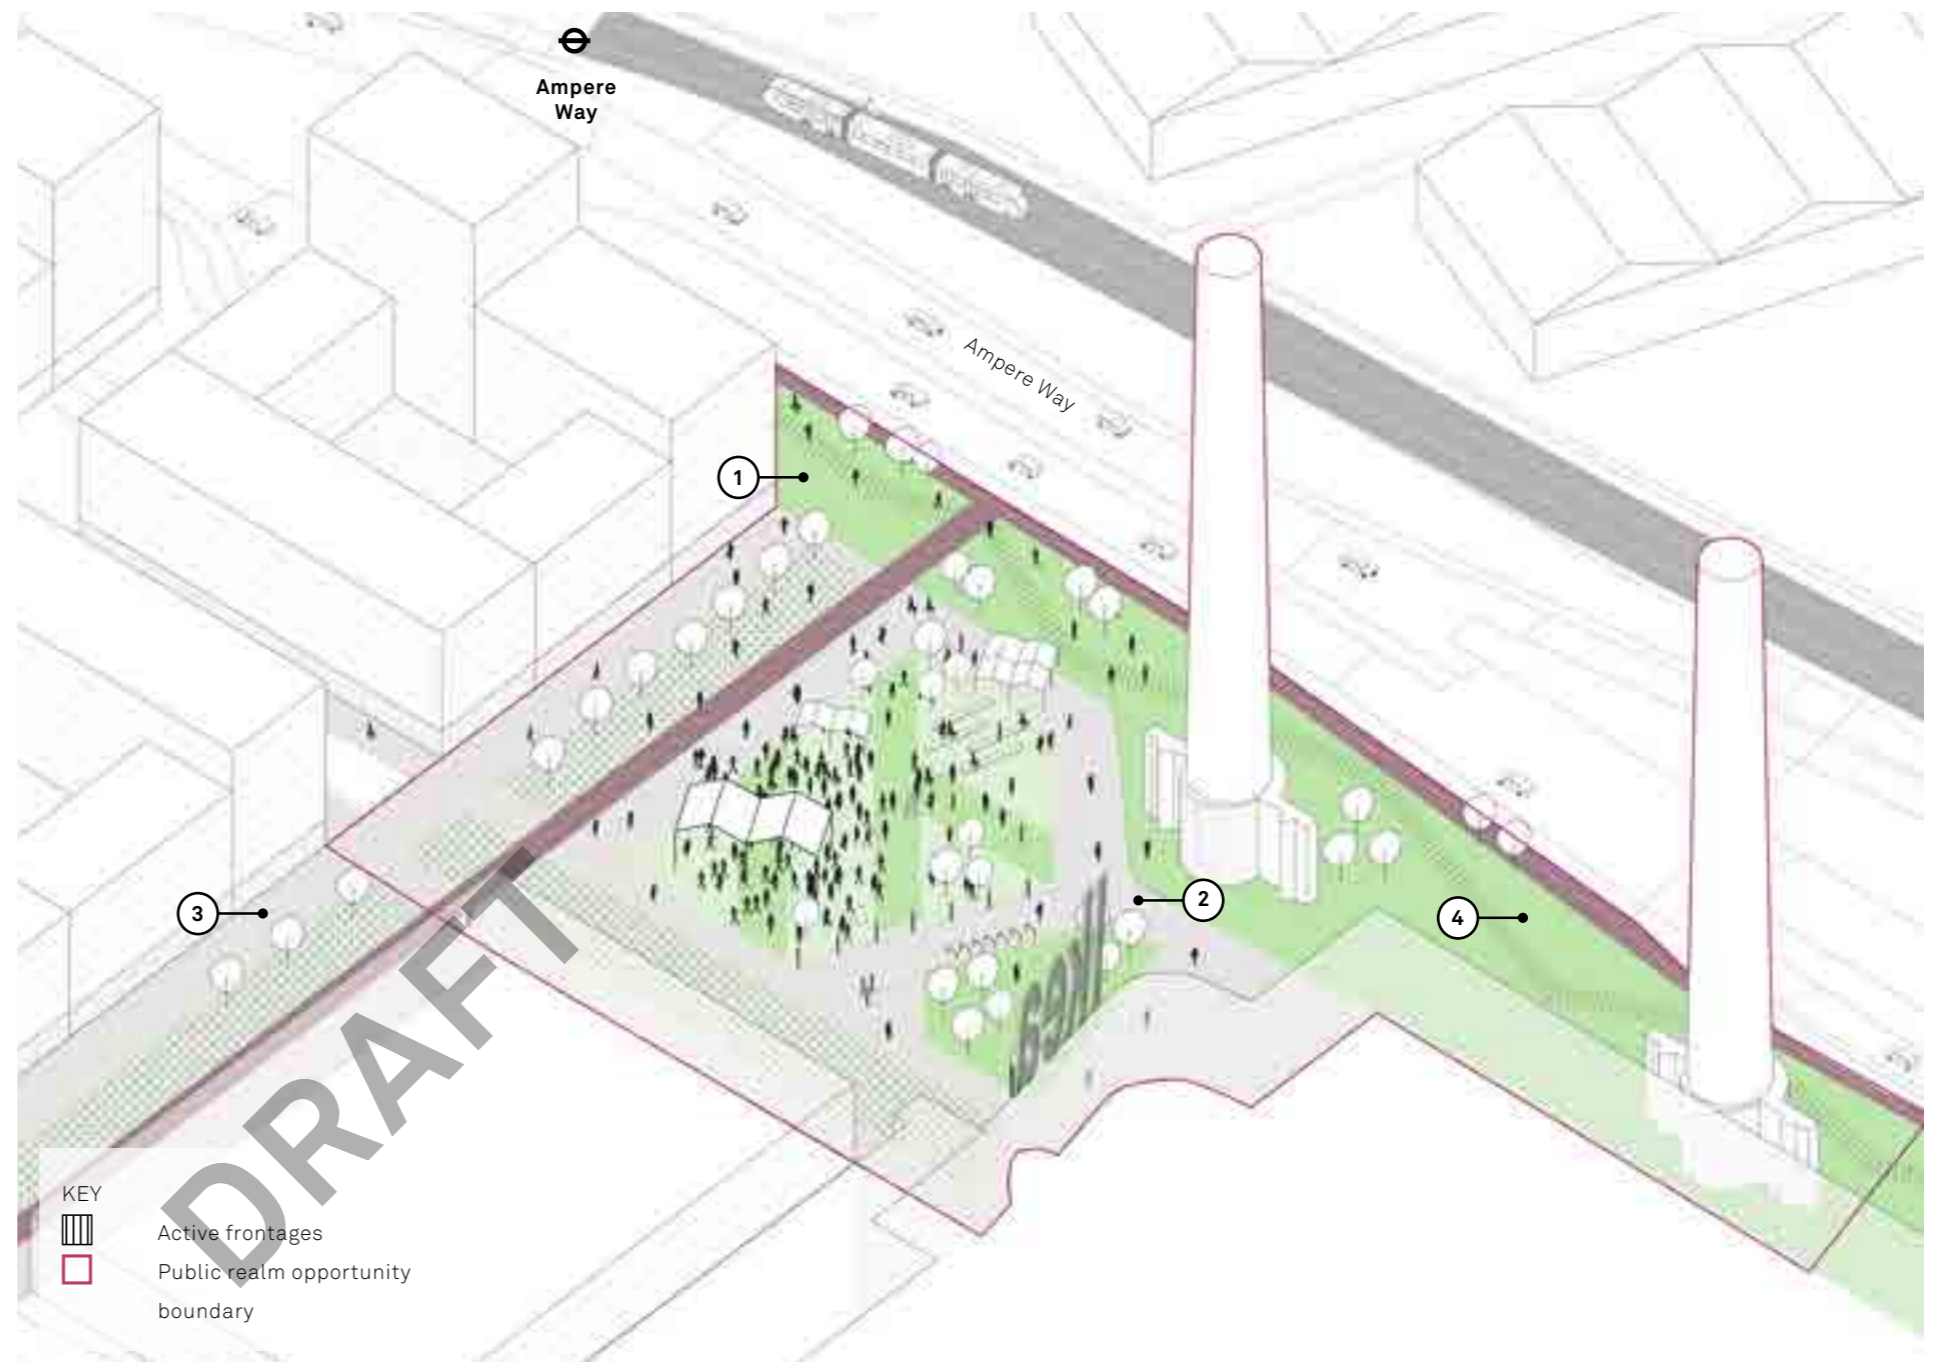 Ampere
Way
Ampere Way
1
2
3
4
DRAFT
KEY
Active frontages
Public realm opportunity
boundary